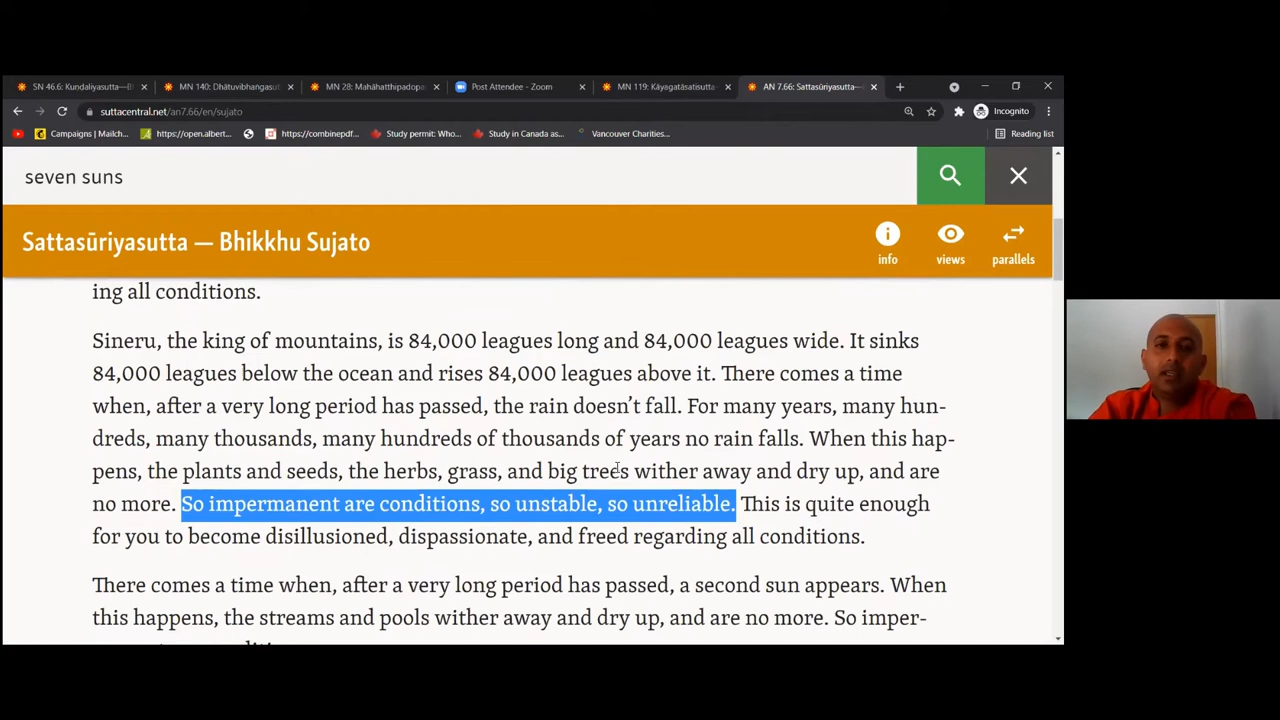 SN 46.6: Kundaliyasutta—B
MN 140: Dhātuvibhangasut
MN 28: Mahāhatthipadopa
Post Attendee - Zoom
MN 119: Kāyagatāsatisutta
AN 7.66: Sattasūriyasutta—
suttacentral.net/an7.66/en/sujato
Incognito
Campaigns | Mailch...
https://open.albert...
https://combinepdf...
Study permit: Who...
Study in Canada as...
Vancouver Charities...
Reading list
seven suns
Sattasūriyasutta — Bhikkhu Sujato
info
views
parallels
ing all conditions.
Sineru, the king of mountains, is 84,000 leagues long and 84,000 leagues wide. It sinks
84,000 leagues below the ocean and rises 84,000 leagues above it. There comes a time
when, after a very long period has passed, the rain doesn’t fall. For many years, many hun-
dreds, many thousands, many hundreds of thousands of years no rain falls. When this hap-
pens, the plants and seeds, the herbs, grass, and big trees wither away and dry up, and are
no more. So impermanent are conditions, so unstable, so unreliable. This is quite enough
for you to become disillusioned, dispassionate, and freed regarding all conditions.
There comes a time when, after a very long period has passed, a second sun appears. When
this happens, the streams and pools wither away and dry up, and are no more. So imper-